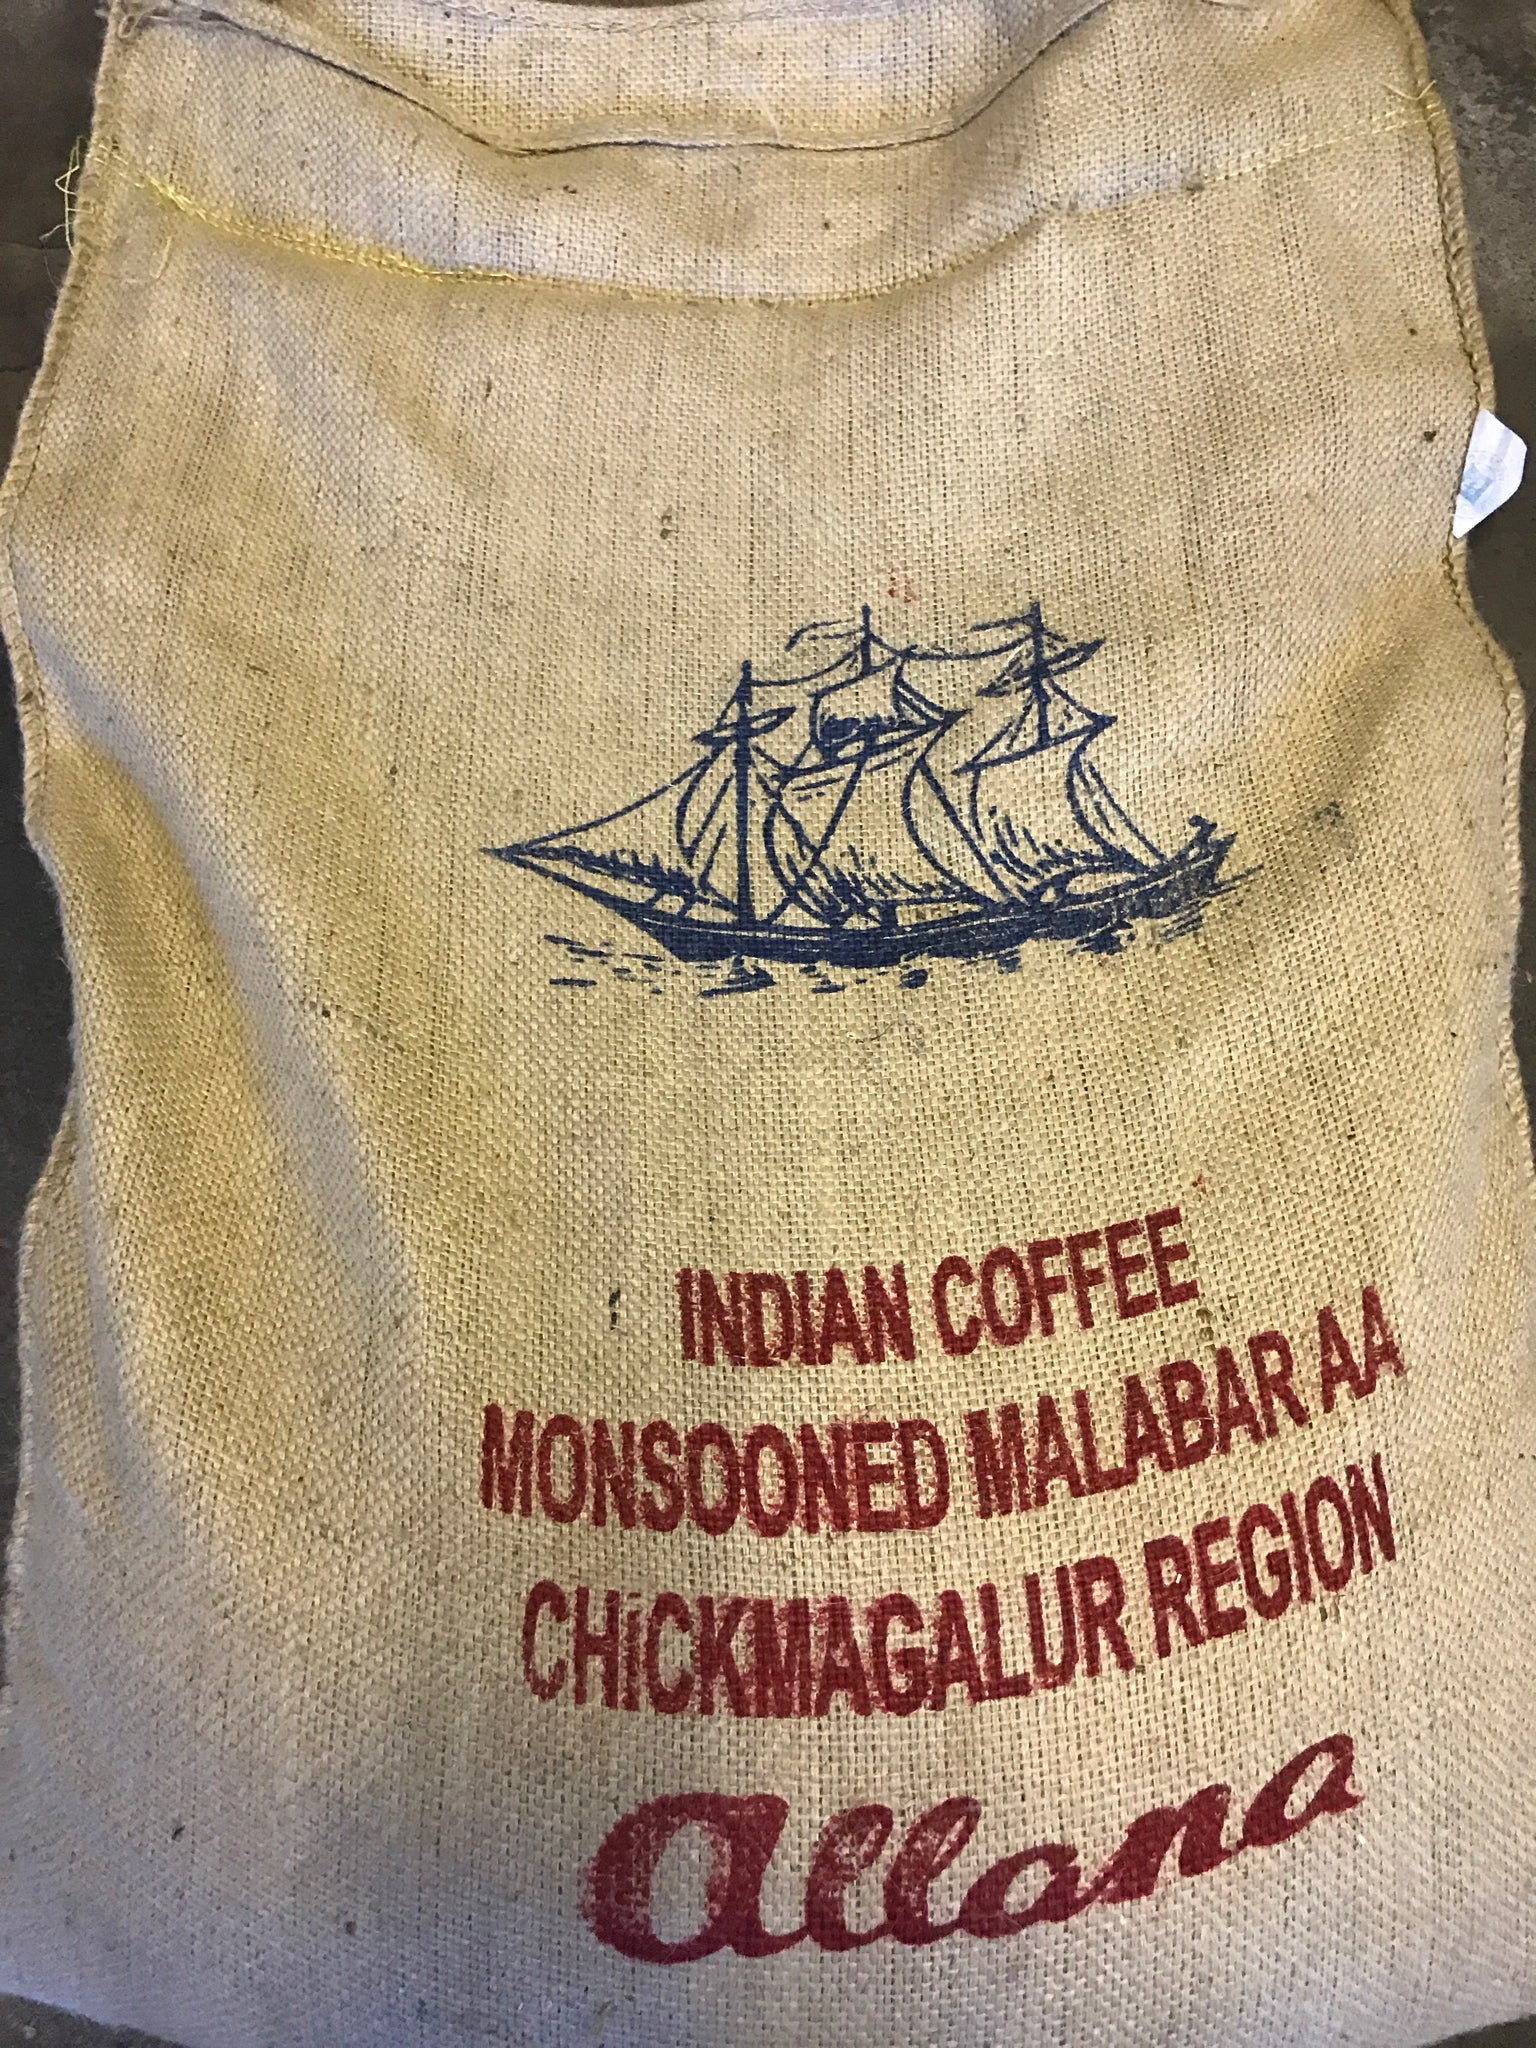 INDIAN COFFEE
MONSOONED MALABAR AA
CHiCKMAGALUR REGION
allana